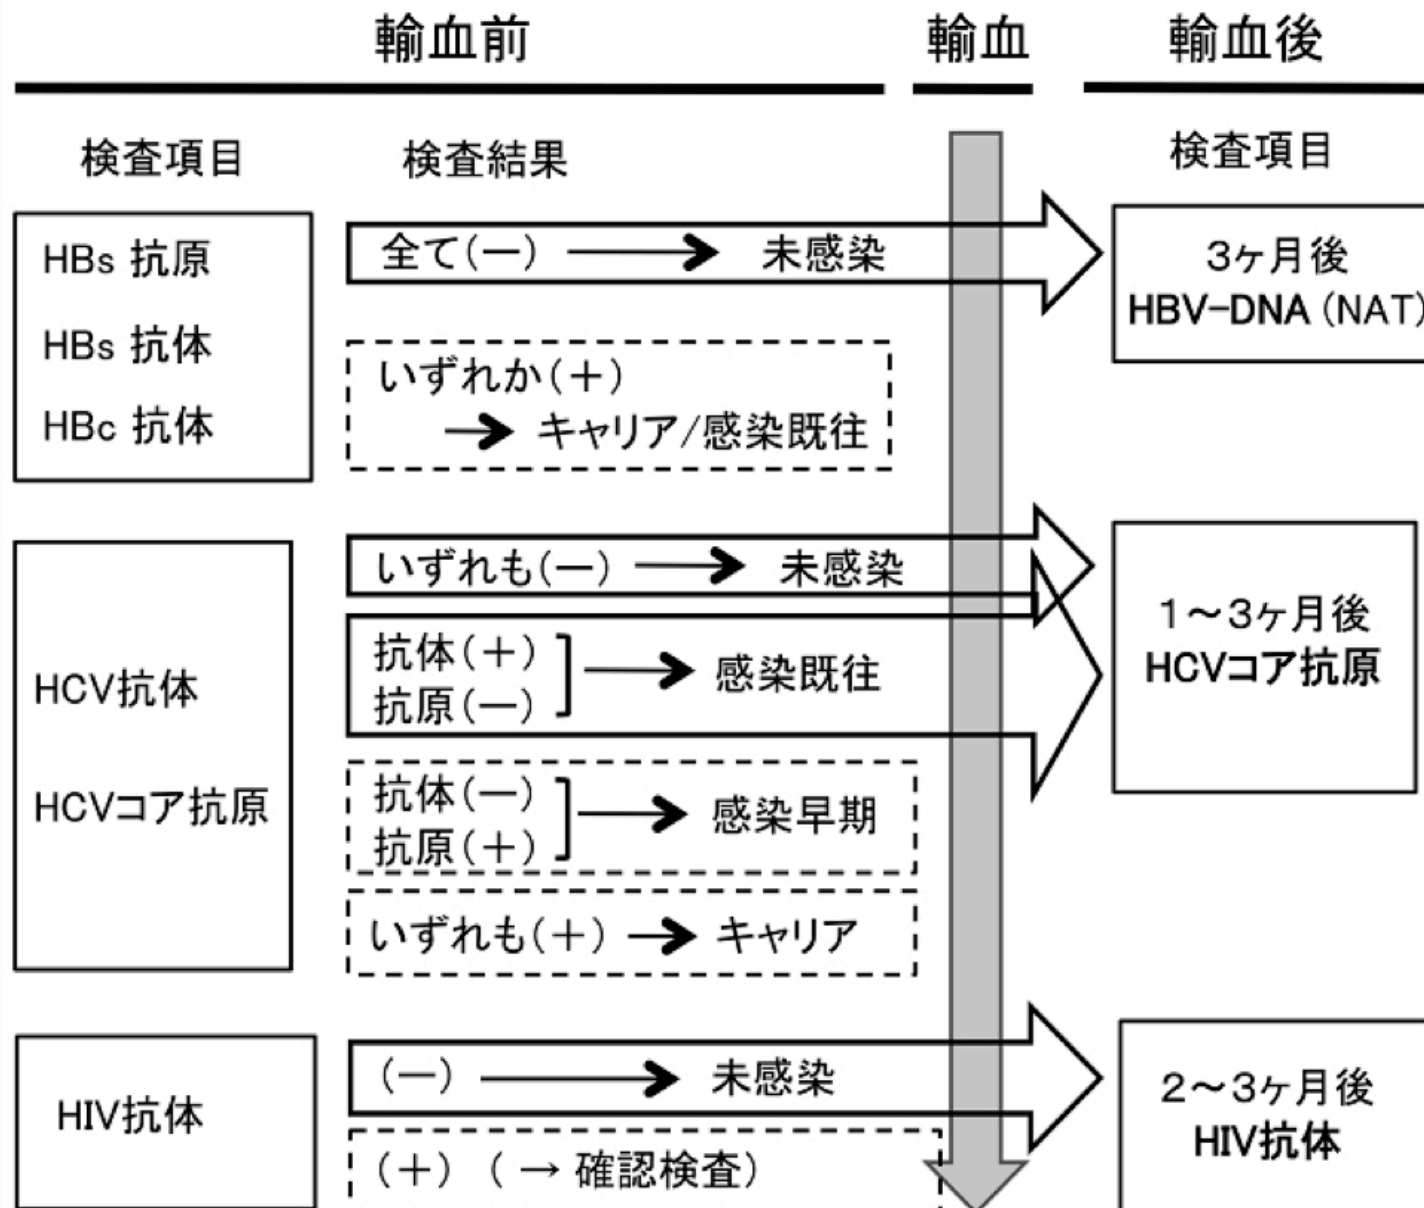 輸血前
輸血
輸血後
検査項目
検査結果
検査項目
HBs 抗原
HBs 抗体
HBc 抗体
全て(−) → 未感染
いずれか(＋)
→ キャリア/感染既往
3ヶ月後
HBV-DNA (NAT)
HCV抗体
HCVコア抗原
いずれも(−) → 未感染
抗体(＋)
抗原(−)
→ 感染既往
抗体(−)
抗原(＋)
→ 感染早期
いずれも(＋) → キャリア
1～3ヶ月後
HCVコア抗原
HIV抗体
(−) → 未感染
(＋) ( → 確認検査)
2～3ヶ月後
HIV抗体